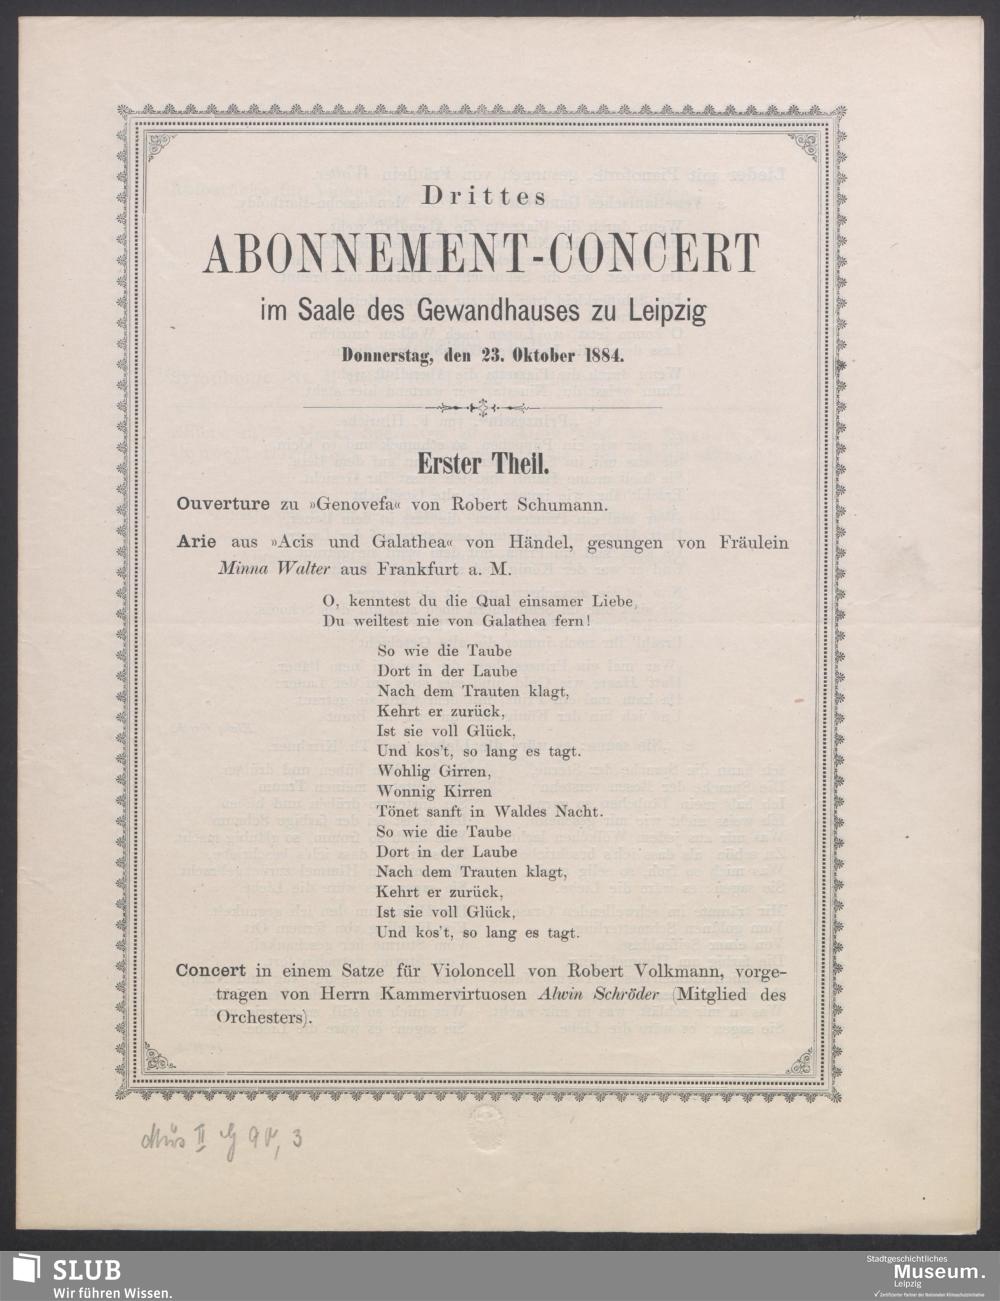 Drittes
ABONNEMENT-CONCERT
im Saale des Gewandhauses zu Leipzig
Donnerstag, den 23. Oktober 1884.
Erster Theil.
Ouverture zu »Genovefa« von Robert Schumann.
Arie aus »Acis und Galathea« von Händel, gesungen von Fräulein
Minna Walter aus Frankfurt a. M.
O, kenntest du die Qual einsamer Liebe,
Du weiltest nie von Galathea fern!
So wie die Taube
Dort in der Laube
Nach dem Trauten klagt,
Kehrt er zurück,
Ist sie voll Glück,
Und kos't, so lang es tagt.
Wohlig Girren,
Wonnig Kirren
Tönet sanft in Waldes Nacht.
So wie die Taube
Dort in der Laube
Nach dem Trauten klagt,
Kehrt er zurück,
Ist sie voll Glück,
Und kos't, so lang es tagt.
Concert in einem Satze für Violoncell von Robert Volkmann, vorge-
tragen von Herrn Kammervirtuosen Alwin Schröder (Mitglied des
Orchesters).
Mus II
SLUB
Wir führen Wissen.
Stadtgeschichtliches
Museum.
Leipzig
Zertifizierter Partner der Nationalen Klimaschutzinitiative